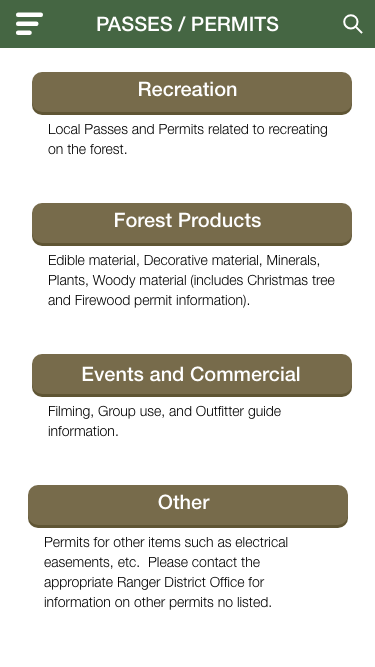 PASSES / PERMITS
Recreation
Local Passes and Permits related to recreating
on the forest.
Forest Products
Edible material, Decorative material, Minerals,
Plants, Woody material (includes Christmas tree
and Firewood permit information).
Events and Commercial
Filming, Group use, and Outfitter guide
information.
Other
Permits for other items such as electrical
easements, etc.  Please contact the
appropriate Ranger District Office for
information on other permits no listed.